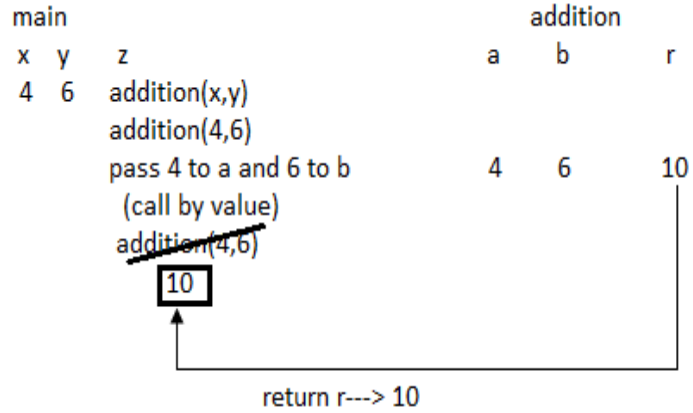 main addition
x y z a b r
4 6 addition(x,y)
addition(4,6)
pass 4 to a and 6 to b 4 6 10
(call by value)
addition(4,6)
10
return r---> 10